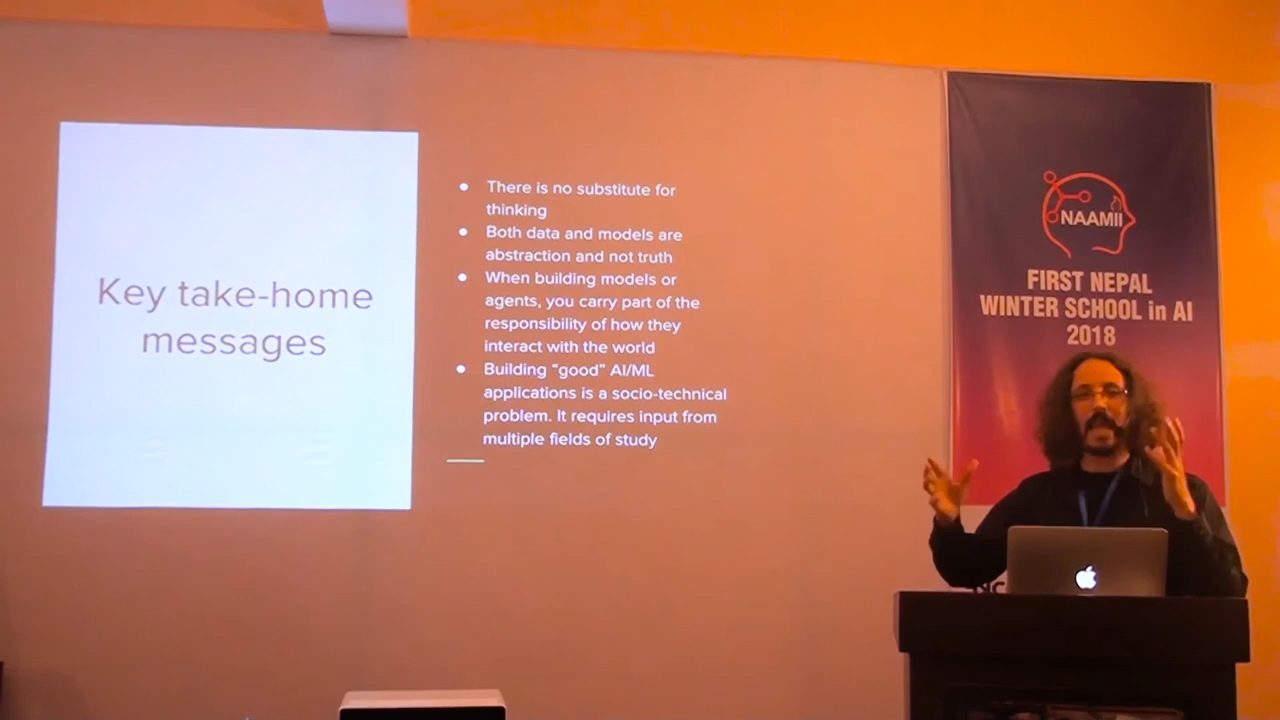 Key take-home
messages
● There is no substitute for
thinking
● Both data and models are
abstraction and not truth
● When building models or
agents, you carry part of the
responsibility of how they
interact with the world
● Building “good” AI/ML
applications is a socio-technical
problem. It requires input from
multiple fields of study
NAAMII
FIRST NEPAL
WINTER SCHOOL in AI
2018